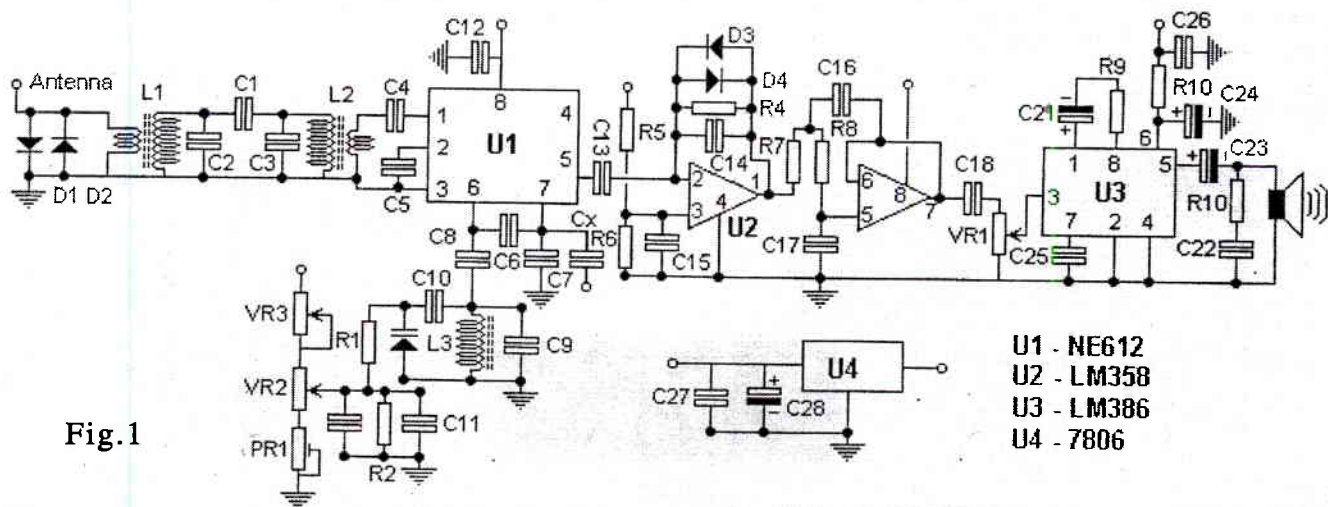 Antenna
D1 D2
L1
C1
C2
C3
L2
C4
C5
C12
U1
1
2
3
4
5
6
7
8
C8
C6
C7
Cx
C13
C10
R1
L3
C9
C11
R2
VR3
VR2
PR1
R5
R6
C15
D3
D4
R4
C14
2
3
4
1
U2
R7
R8
C16
C17
6
5
8
7
C18
VR1
C21
R9
R10
C26
C24
1
8
6
5
3
7
2
4
U3
C25
C23
R10
C22
U4
C27
C28
U1 - NE612
U2 - LM358
U3 - LM386
U4 - 7806
Fig.1